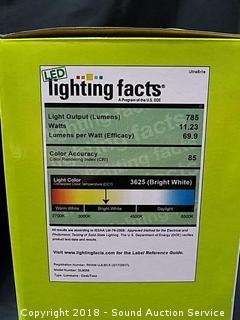 UltraBrite
LED
lighting facts®
A Program of the U.S. DOE
Light Output (Lumens) 785
Watts 11.23
Lumens per Watt (Efficacy) 69.9
Color Accuracy
Color Rendering Index (CRI) 85
Light Color
Correlated Color Temperature (CCT)
3625 (Bright White)
Warm White Bright White Daylight
2700K 3000K 4500K 6500K
All results are according to IESNA LM-79-2008: Approved Method for the Electrical and
Photometric Testing of Solid-State Lighting. The U.S. Department of Energy (DOE) verifies
product test data and results.
Visit www.lightingfacts.com for the Label Reference Guide.
Copyright 2018 - Sound Auction Service